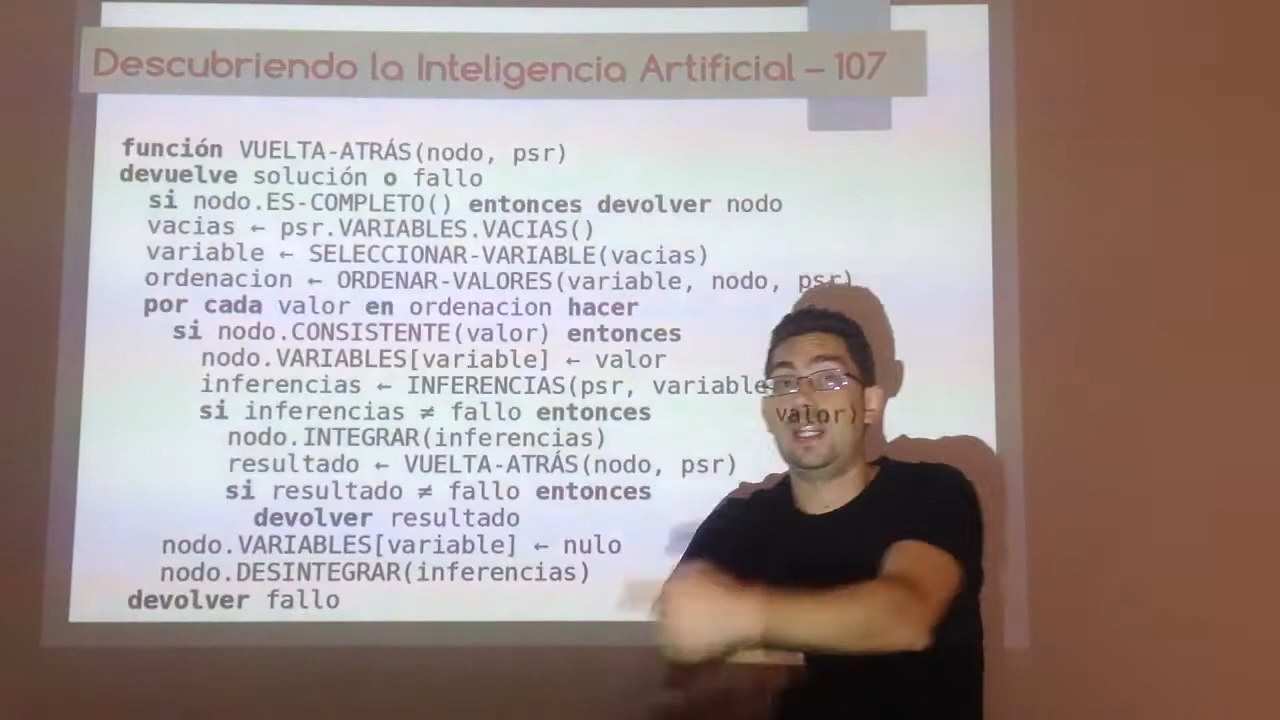 Descubriendo la Inteligencia Artificial – 107
función VUELTA-ATRÁS(nodo, psr)
devuelve solución o fallo
si nodo.ES-COMPLETO() entonces devolver nodo
vacias ← psr.VARIABLES.VACIAS()
variable ← SELECCIONAR-VARIABLE(vacias)
ordenacion ← ORDENAR-VALORES(variable, nodo, psr)
por cada valor en ordenacion hacer
si nodo.CONSISTENTE(valor) entonces
nodo.VARIABLES[variable] ← valor
inferencias ← INFERENCIAS(psr, variable
valor)
si inferencias ≠ fallo entonces
nodo.INTEGRAR(inferencias)
resultado ← VUELTA-ATRÁS(nodo, psr)
si resultado ≠ fallo entonces
devolver resultado
nodo.VARIABLES[variable] ← nulo
nodo.DESINTEGRAR(inferencias)
devolver fallo